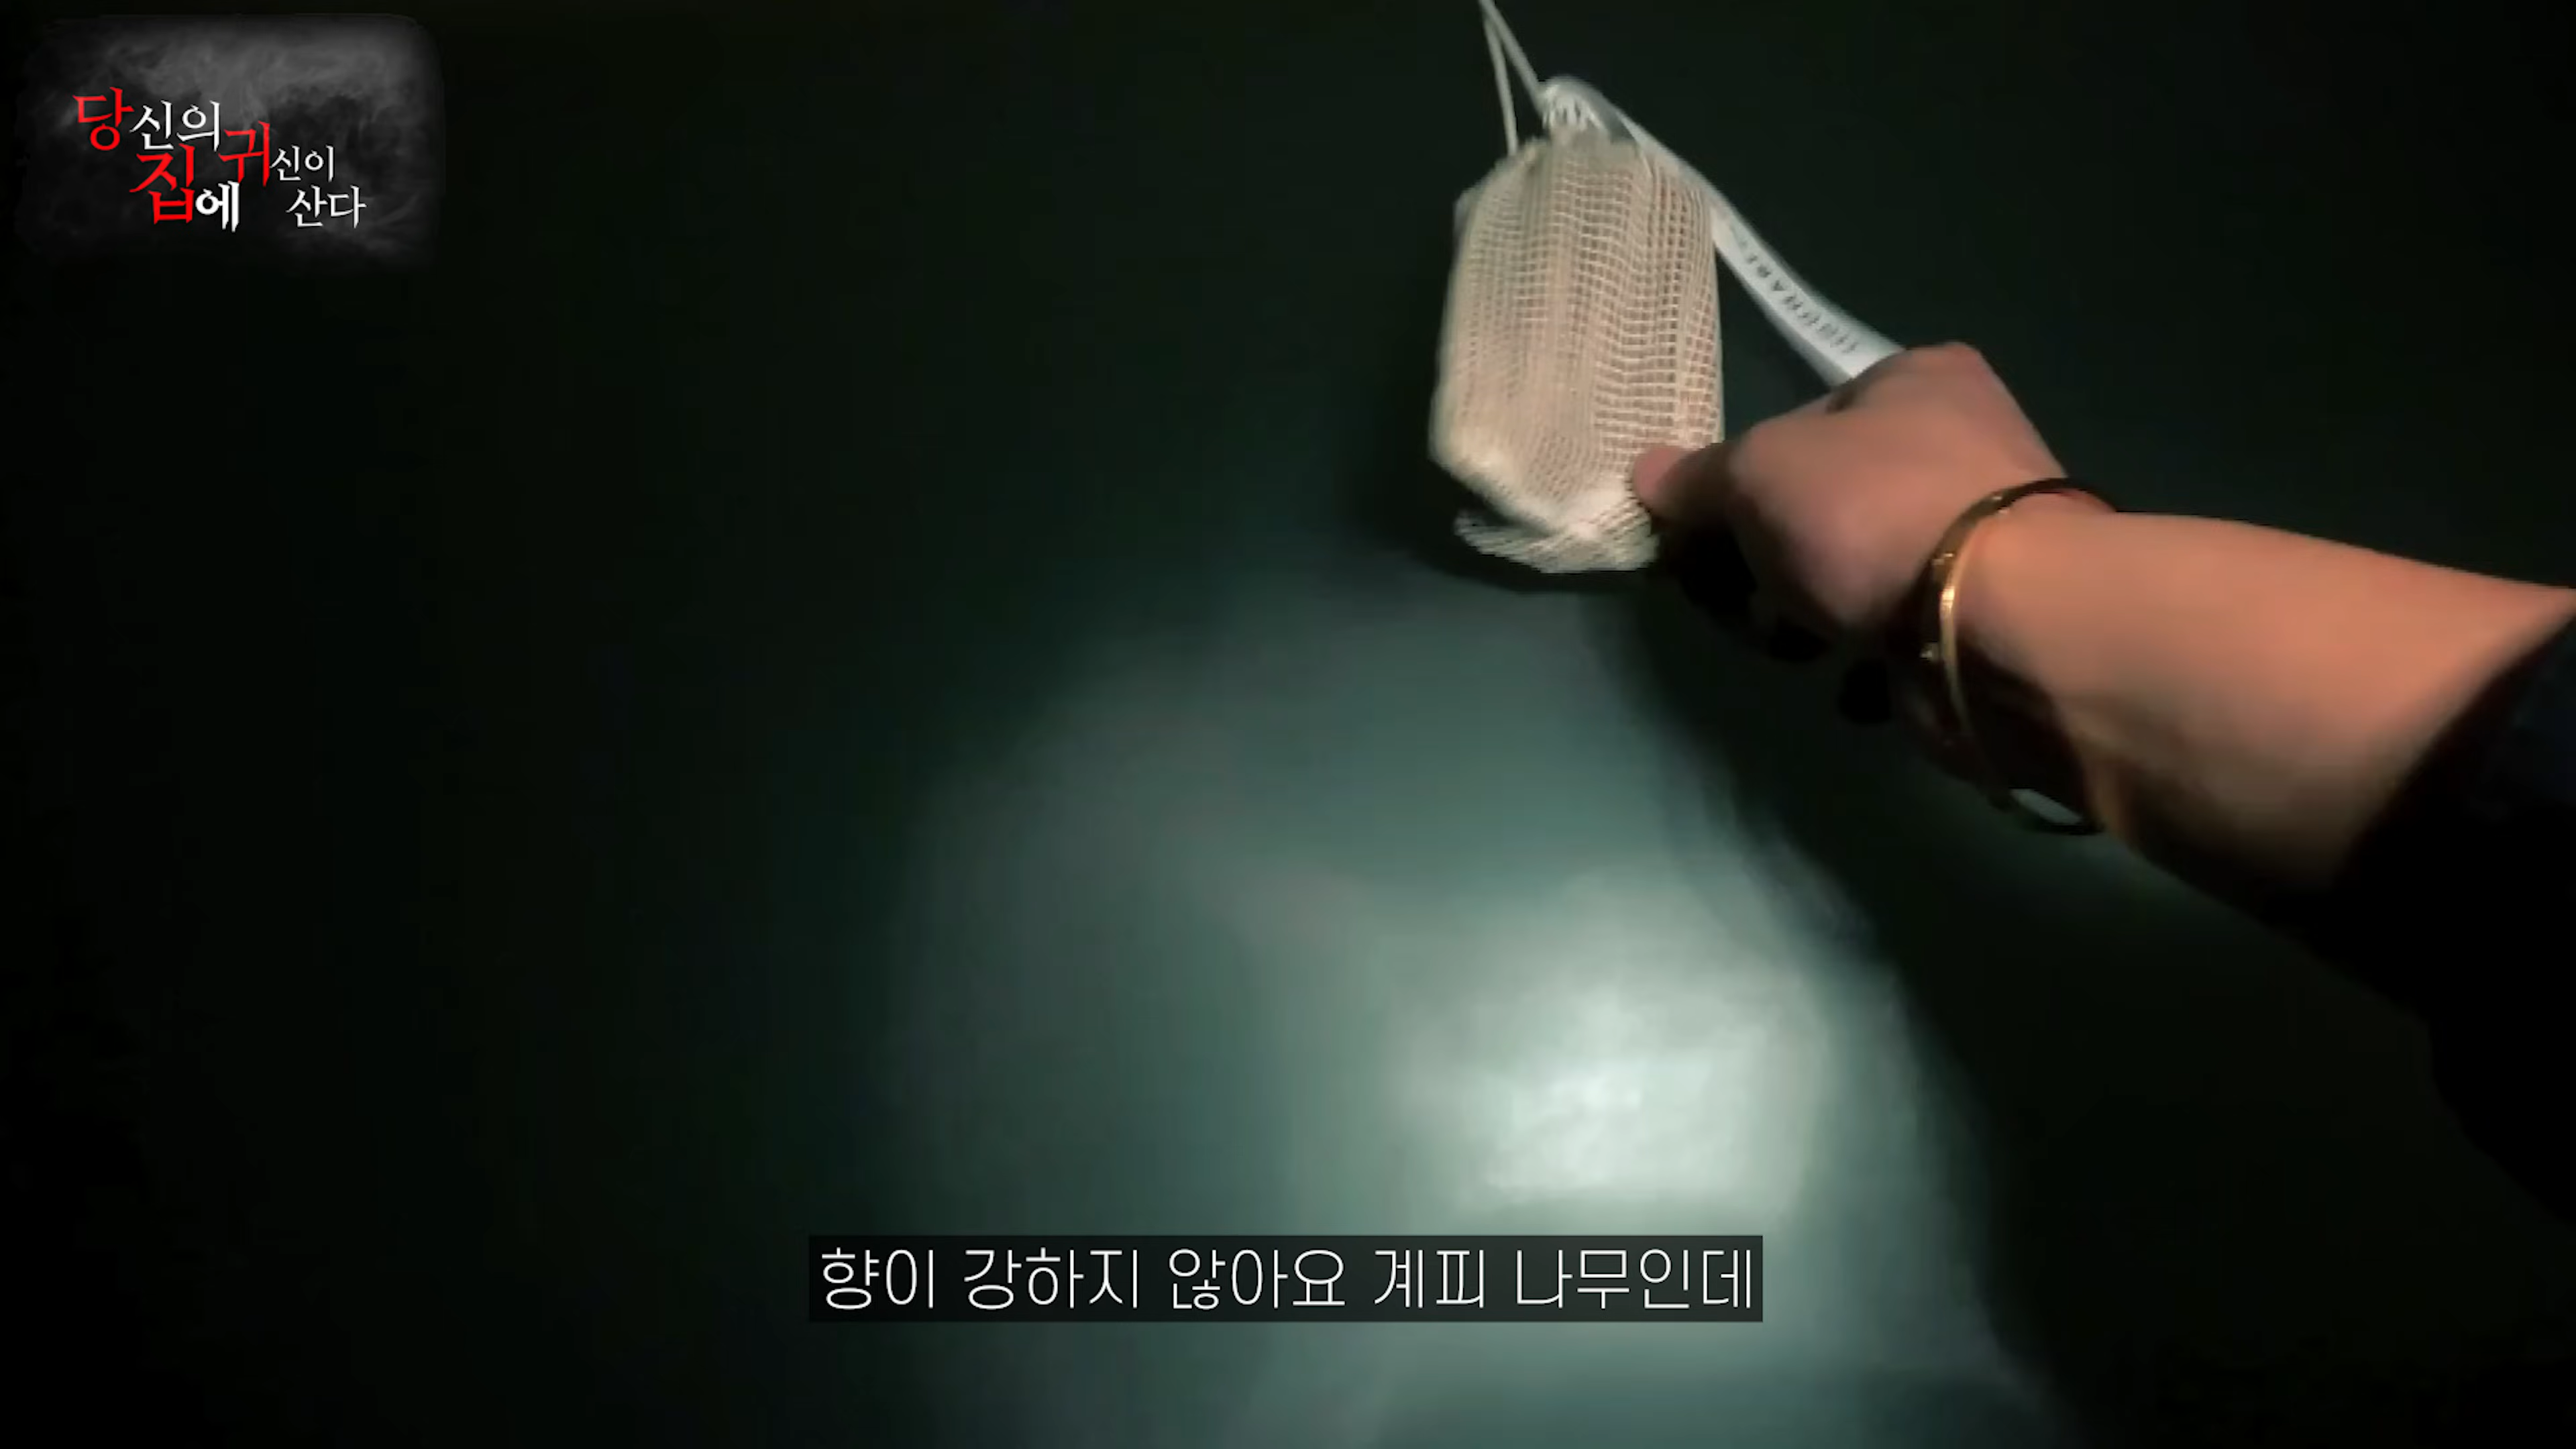 당신의
집에 귀신이
산다
향이 강하지 않아요 계피 나무인데